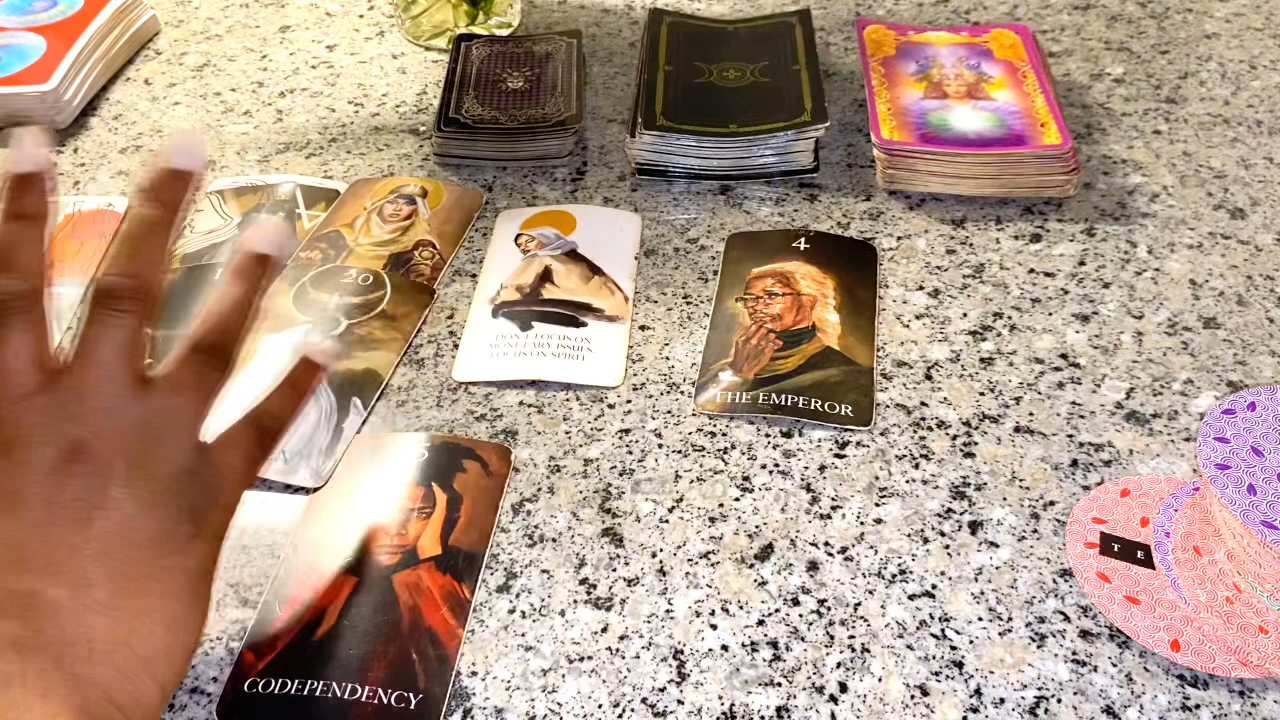 20
DON'T FOCUS ON
MONETARY ISSUES.
FOCUS ON SPIRIT
4
THE EMPEROR
T E
CODEPENDENCY